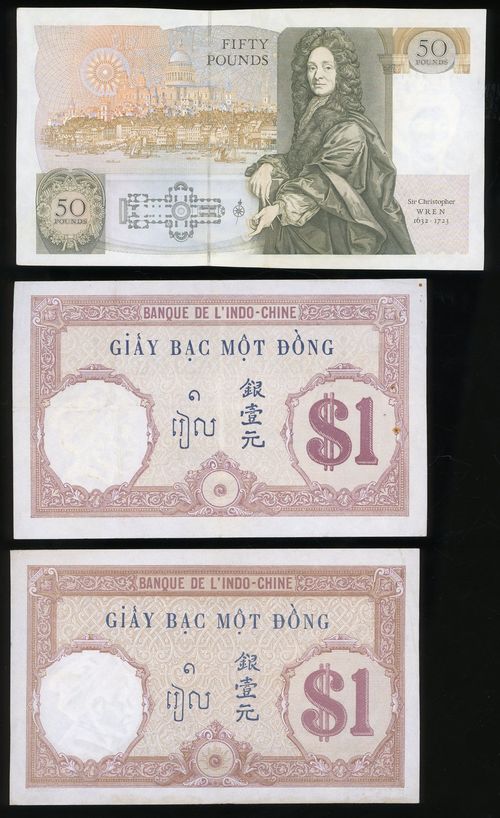 FIFTY
POUNDS
50
POUNDS
50
POUNDS
Sir Christopher
WREN
1632 · 1723
BANQUE DE L'INDO-CHINE
GIẤY BẠC MỘT ĐỒNG
១
រៀល
銀壹元
$1
BANQUE DE L'INDO-CHINE
GIẤY BẠC MỘT ĐỒNG
១
រៀល
銀壹元
$1